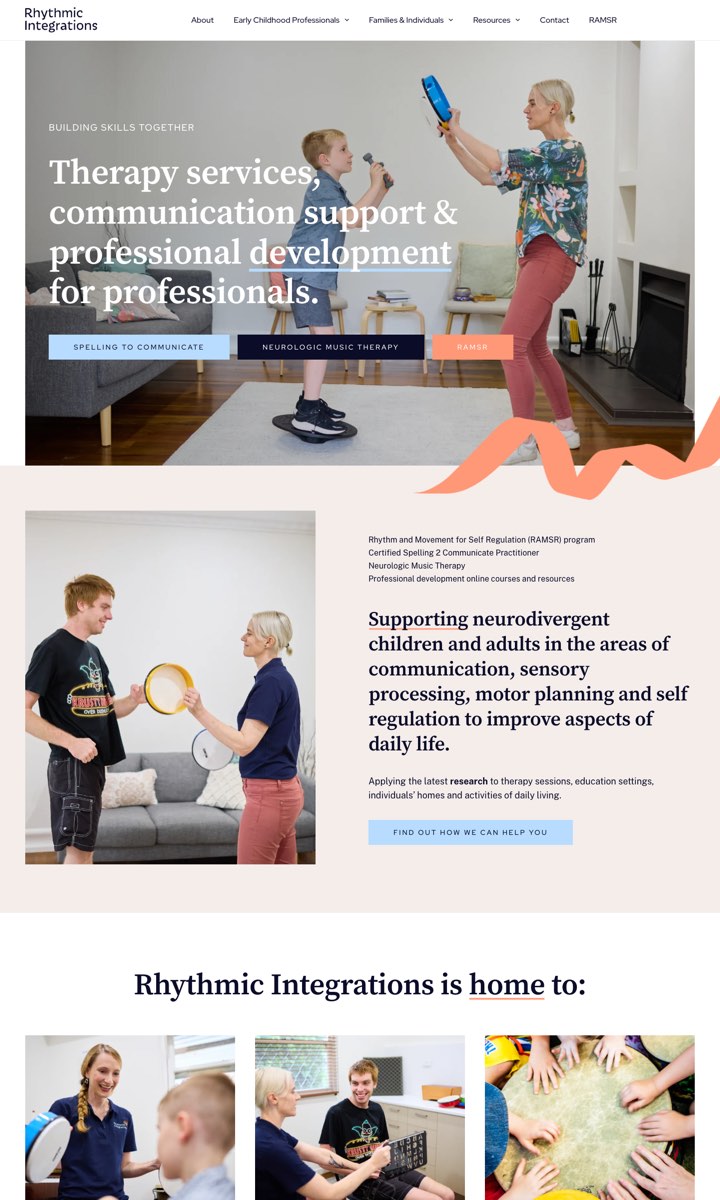 Rhythmic
Integrations
About
Early Childhood Professionals
Families & Individuals
Resources
Contact
RAMSR
BUILDING SKILLS TOGETHER
Therapy services,
communication support &
professional development
for professionals.
SPELLING TO COMMUNICATE
NEUROLOGIC MUSIC THERAPY
RAMSR
Rhythm and Movement for Self Regulation (RAMSR) program
Certified Spelling 2 Communicate Practitioner
Neurologic Music Therapy
Professional development online courses and resources
Supporting neurodivergent
children and adults in the areas of
communication, sensory
processing, motor planning and self
regulation to improve aspects of
daily life.
Applying the latest research to therapy sessions, education settings,
individuals’ homes and activities of daily living.
FIND OUT HOW WE CAN HELP YOU
Rhythmic Integrations is home to: